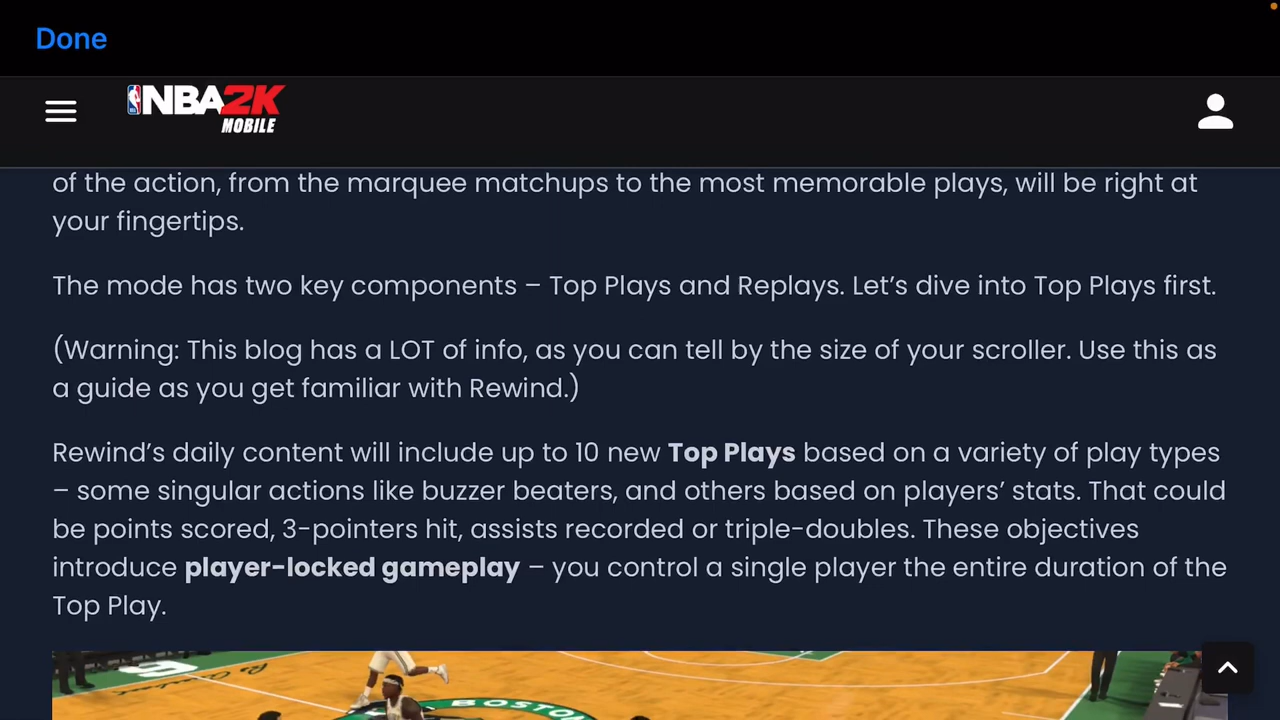 Done
NBA2K
MOBILE
of the action, from the marquee matchups to the most memorable plays, will be right at
your fingertips.
The mode has two key components – Top Plays and Replays. Let’s dive into Top Plays first.
(Warning: This blog has a LOT of info, as you can tell by the size of your scroller. Use this as
a guide as you get familiar with Rewind.)
Rewind’s daily content will include up to 10 new Top Plays based on a variety of play types
– some singular actions like buzzer beaters, and others based on players’ stats. That could
be points scored, 3-pointers hit, assists recorded or triple-doubles. These objectives
introduce player-locked gameplay – you control a single player the entire duration of the
Top Play.
BOSTON